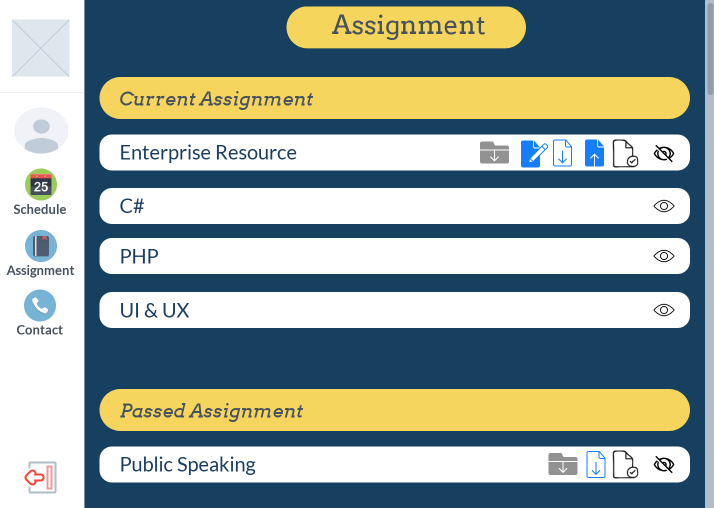 Assignment
Current Assignment
Enterprise Resource
C#
PHP
UI & UX
Passed Assignment
Public Speaking
25
Schedule
Assignment
Contact